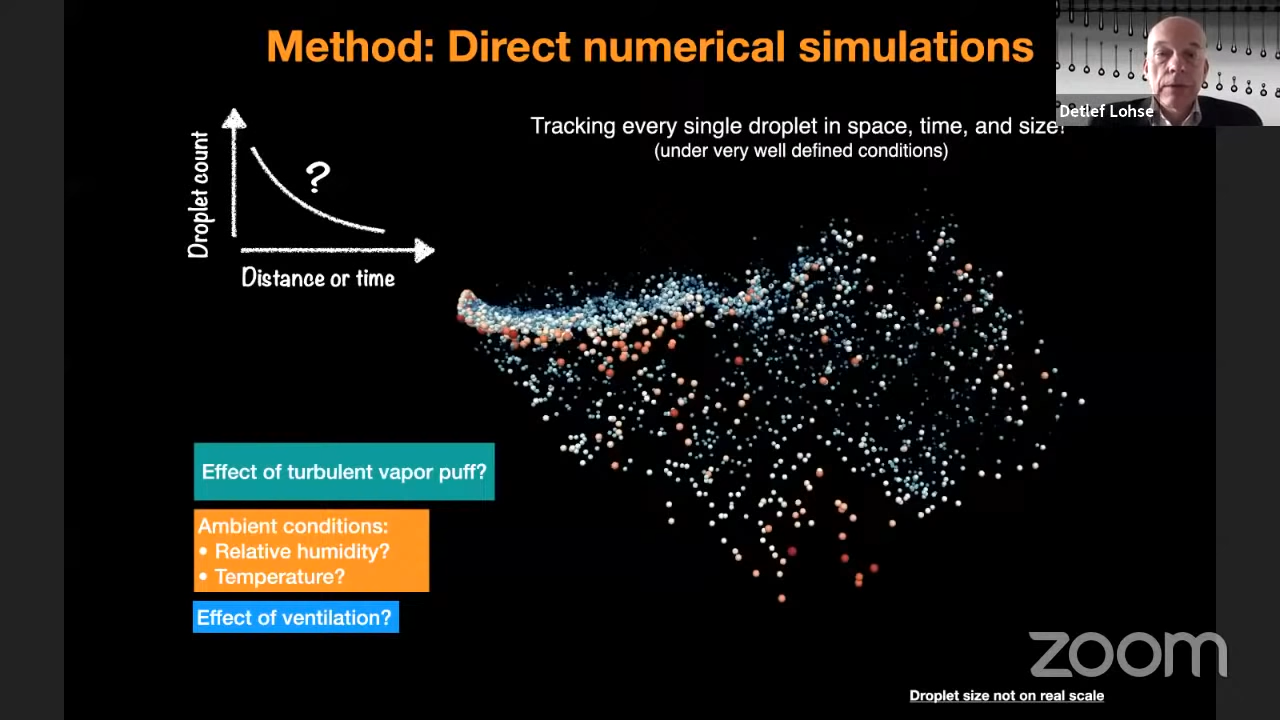 Method: Direct numerical simulations
Detlef Lohse
Tracking every single droplet in space, time, and size!
(under very well defined conditions)
Droplet count
?
Distance or time
Effect of turbulent vapor puff?
Ambient conditions:
• Relative humidity?
• Temperature?
Effect of ventilation?
zoom
Droplet size not on real scale